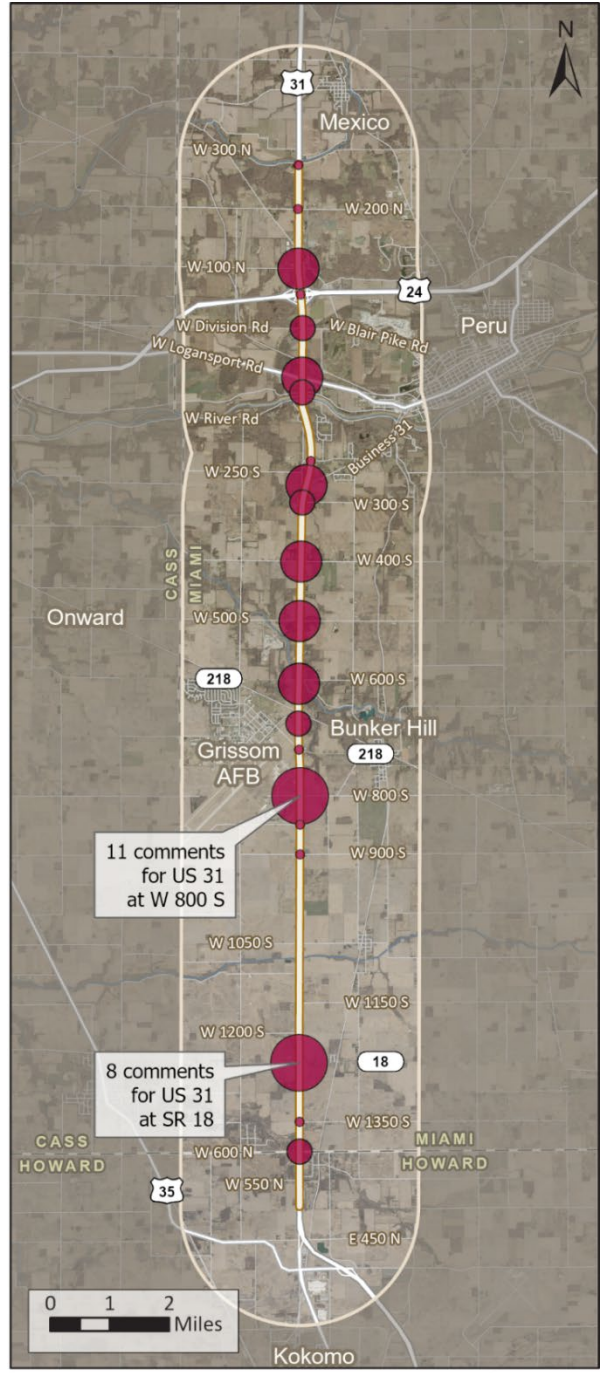 N
31
Mexico
W 300 N
W 200 N
W 100 N
24
W Division Rd
W Blair Pike Rd
Peru
W Logansport Rd
W River Rd
Business 31
W 250 S
W 300 S
CASS
MIAMI
W 400 S
Onward
W 500 S
218
W 600 S
Bunker Hill
Grissom
AFB
218
W 800 S
11 comments
for US 31
at W 800 S
W 900 S
W 1050 S
W 1150 S
W 1200 S
8 comments
for US 31
at SR 18
18
W 1350 S
CASS
HOWARD
W 600 N
MIAMI
HOWARD
W 550 N
35
E 450 N
0 1 2
Miles
Kokomo